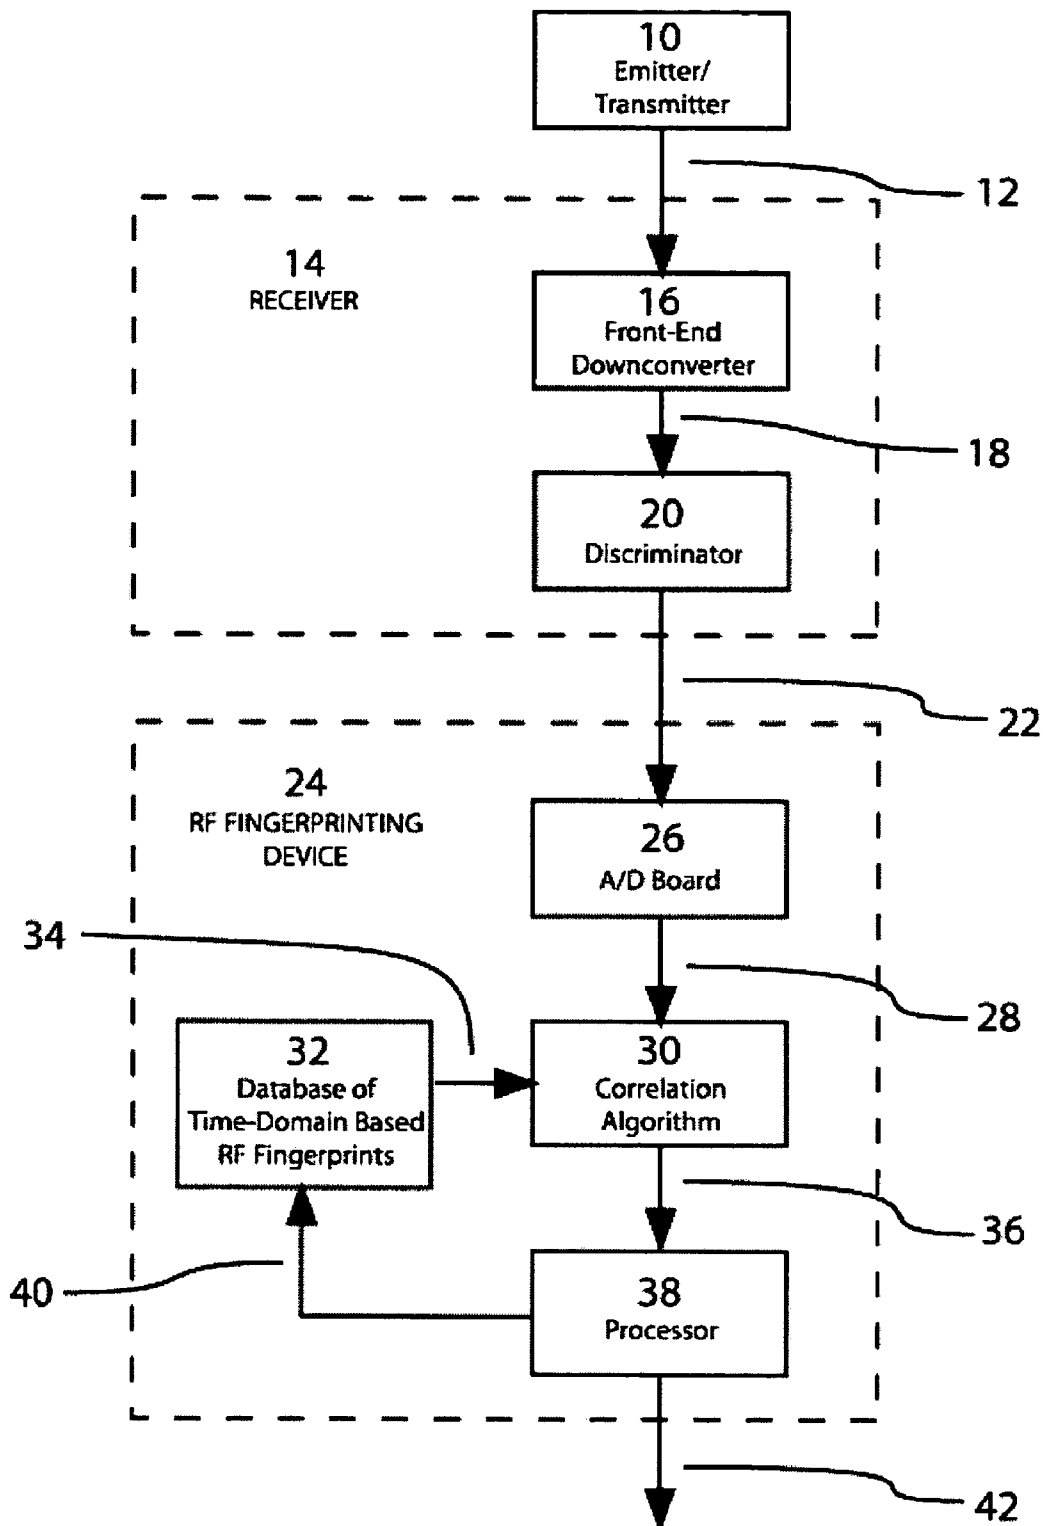 10
Emitter/
Transmitter
12
14
RECEIVER
16
Front-End
Downconverter
18
20
Discriminator
22
24
RF FINGERPRINTING
DEVICE
26
A/D Board
34
28
32
Database of
Time-Domain Based
RF Fingerprints
30
Correlation
Algorithm
36
40
38
Processor
42